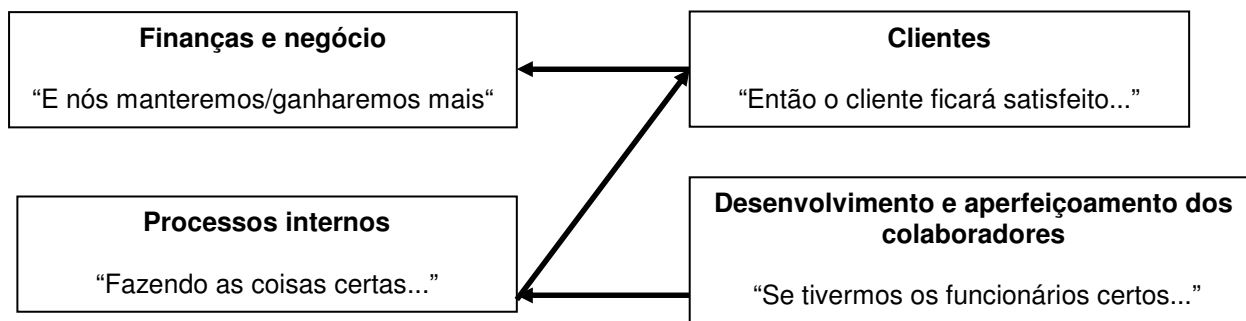 Finanças e negócio
“E nós manteremos/ganharemos mais“
Clientes
“Então o cliente ficará satisfeito...”
Processos internos
“Fazendo as coisas certas...”
Desenvolvimento e aperfeiçoamento dos
colaboradores
“Se tivermos os funcionários certos...”